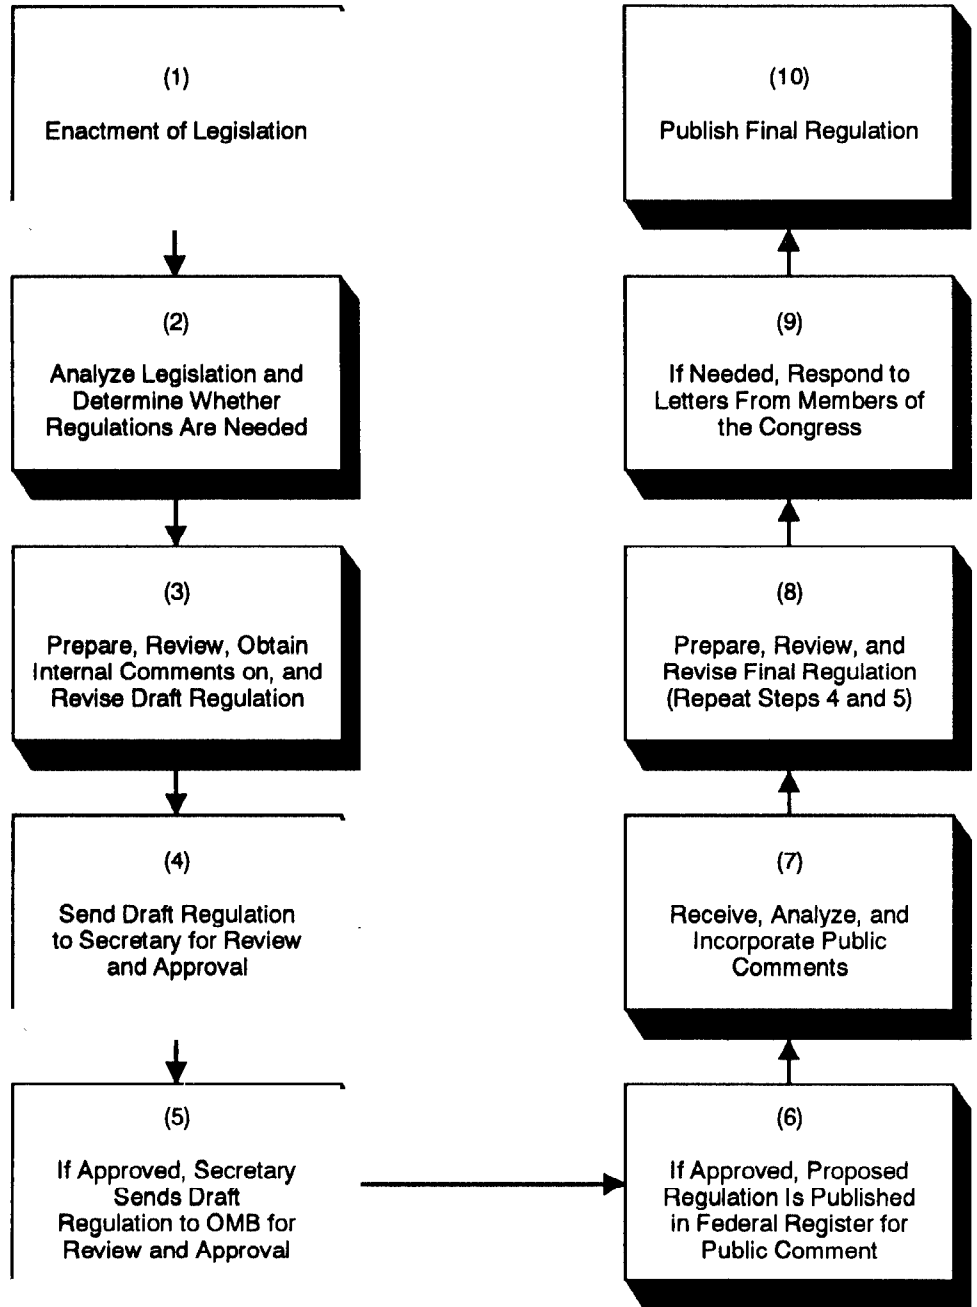 (1)
Enactment of Legislation
(2)
Analyze Legislation and
Determine Whether
Regulations Are Needed
(3)
Prepare, Review, Obtain
Internal Comments on, and
Revise Draft Regulation
(4)
Send Draft Regulation
to Secretary for Review
and Approval
(5)
If Approved, Secretary
Sends Draft
Regulation to OMB for
Review and Approval
(6)
If Approved, Proposed
Regulation Is Published
in Federal Register for
Public Comment
(7)
Receive, Analyze, and
Incorporate Public
Comments
(8)
Prepare, Review, and
Revise Final Regulation
(Repeat Steps 4 and 5)
(9)
If Needed, Respond to
Letters From Members of
the Congress
(10)
Publish Final Regulation